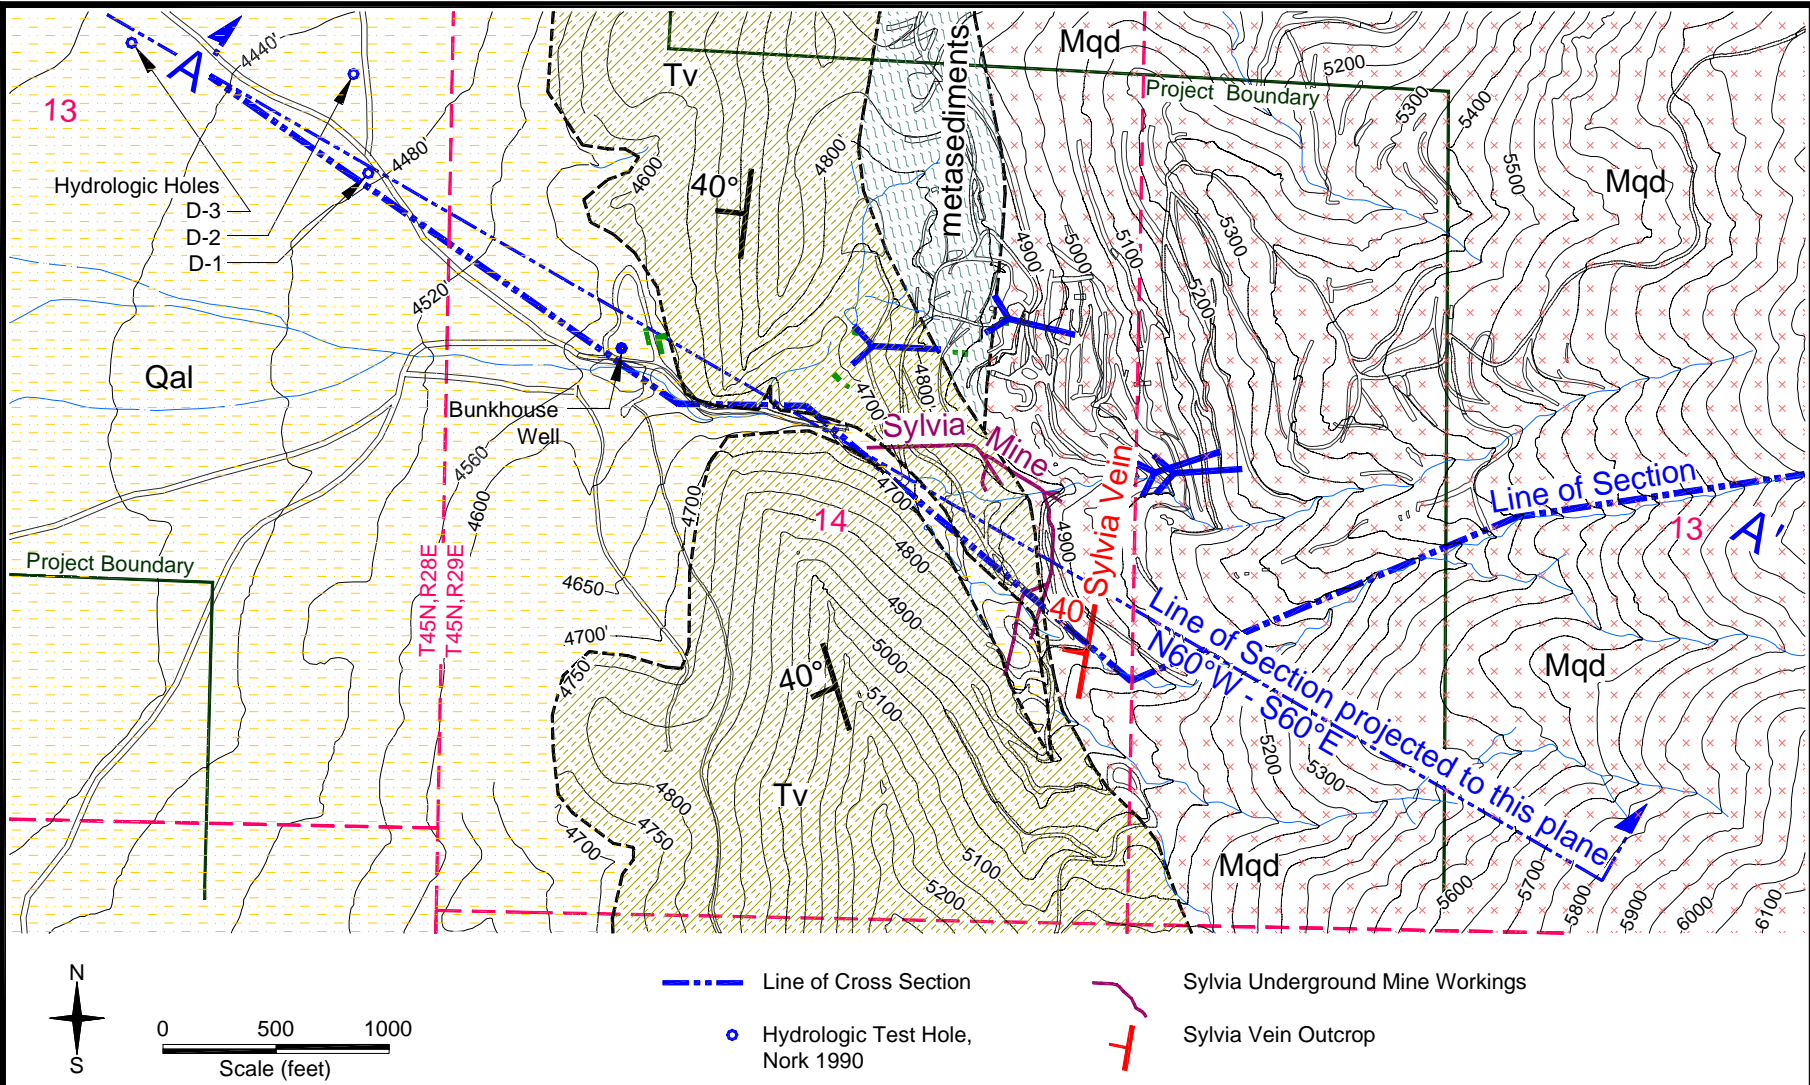 4440'
A
13
Tv
metasediments
Mqd
5200
Project Boundary
5300
5400
4480'
4600
4800'
40°
5500
Mqd
Hydrologic Holes
D-3
D-2
D-1
4900'
5000'
5100
5300
5200
4520'
Qal
Bunkhouse
Well
4700
4800'
Sylvia Mine
Sylvia Vein
4560
4600
4700
4700
14
4800
4900
Line of Section
13
A'
Project Boundary
T45N,R28E
T45N,R29E
4650
4700'
4750
4900
5000
5100
40°
40
Line of Section projected to this plane
N60°W - S60°E
Mqd
5200
5300
Tv
4800
4750
4700
5100
5200
Mqd
5600
5700
5800
5900
6000
6100
N
S
0 500 1000
Scale (feet)
Line of Cross Section
Hydrologic Test Hole,
Nork 1990
Sylvia Underground Mine Workings
Sylvia Vein Outcrop